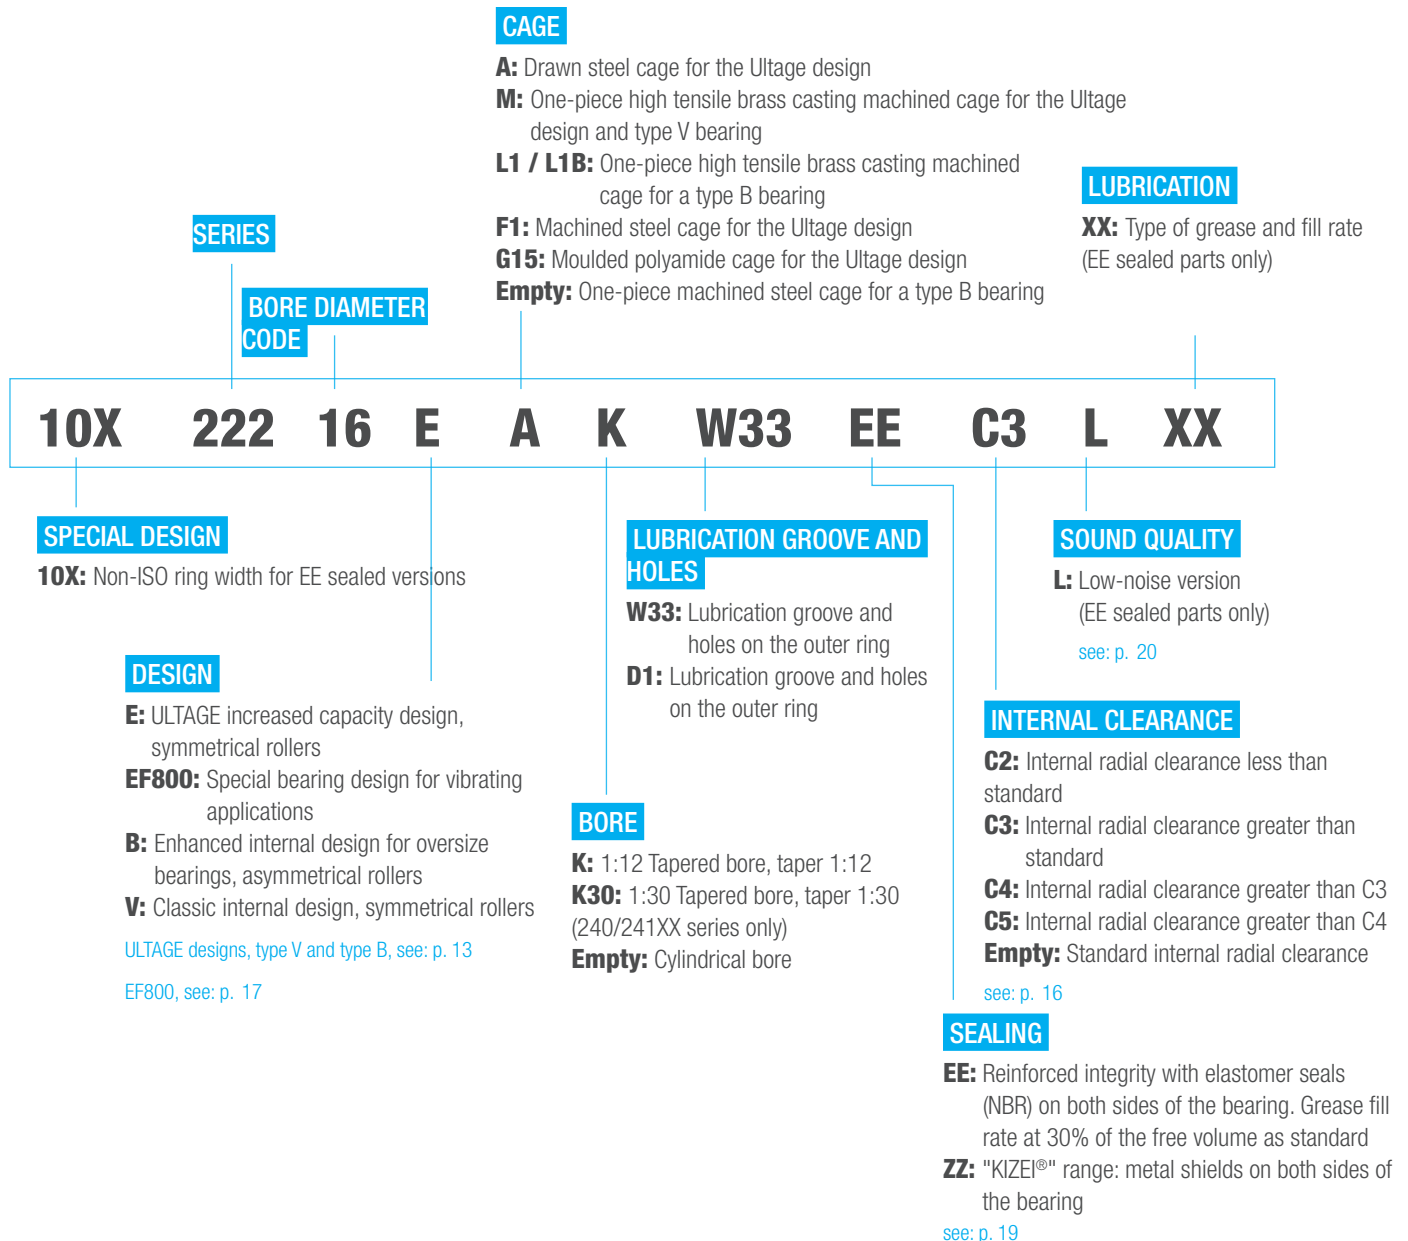 CAGE
A: Drawn steel cage for the Ultage design
M: One-piece high tensile brass casting machined cage for the Ultage
design and type V bearing
L1 / L1B: One-piece high tensile brass casting machined
cage for a type B bearing
F1: Machined steel cage for the Ultage design
G15: Moulded polyamide cage for the Ultage design
Empty: One-piece machined steel cage for a type B bearing
LUBRICATION
XX: Type of grease and fill rate
(EE sealed parts only)
SERIES
BORE DIAMETER
CODE
10X 222 16 E A K W33 EE C3 L XX
SPECIAL DESIGN
10X: Non-ISO ring width for EE sealed versions
DESIGN
E: ULTAGE increased capacity design,
symmetrical rollers
EF800: Special bearing design for vibrating
applications
B: Enhanced internal design for oversize
bearings, asymmetrical rollers
V: Classic internal design, symmetrical rollers
ULTAGE designs, type V and type B, see: p. 13
EF800, see: p. 17
BORE
K: 1:12 Tapered bore, taper 1:12
K30: 1:30 Tapered bore, taper 1:30
(240/241XX series only)
Empty: Cylindrical bore
LUBRICATION GROOVE AND
HOLES
W33: Lubrication groove and
holes on the outer ring
D1: Lubrication groove and holes
on the outer ring
SOUND QUALITY
L: Low-noise version
(EE sealed parts only)
see: p. 20
INTERNAL CLEARANCE
C2: Internal radial clearance less than
standard
C3: Internal radial clearance greater than
standard
C4: Internal radial clearance greater than C3
C5: Internal radial clearance greater than C4
Empty: Standard internal radial clearance
see: p. 16
SEALING
EE: Reinforced integrity with elastomer seals
(NBR) on both sides of the bearing. Grease fill
rate at 30% of the free volume as standard
ZZ: "KIZEI®" range: metal shields on both sides of
the bearing
see: p. 19